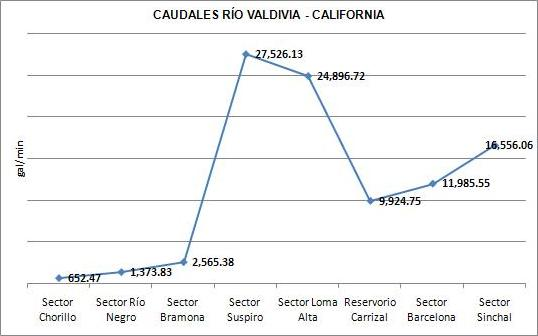 CAUDALES RÍO VALDIVIA - CALIFORNIA
27,526.13
24,896.72
16,556.06
11,985.55
9,924.75
2,565.38
1,373.83
652.47
gal/min
Sector
Chorillo
Sector Río
Negro
Sector
Bramona
Sector
Suspiro
Sector Loma
Alta
Reservorio
Carrizal
Sector
Barcelona
Sector
Sinchal